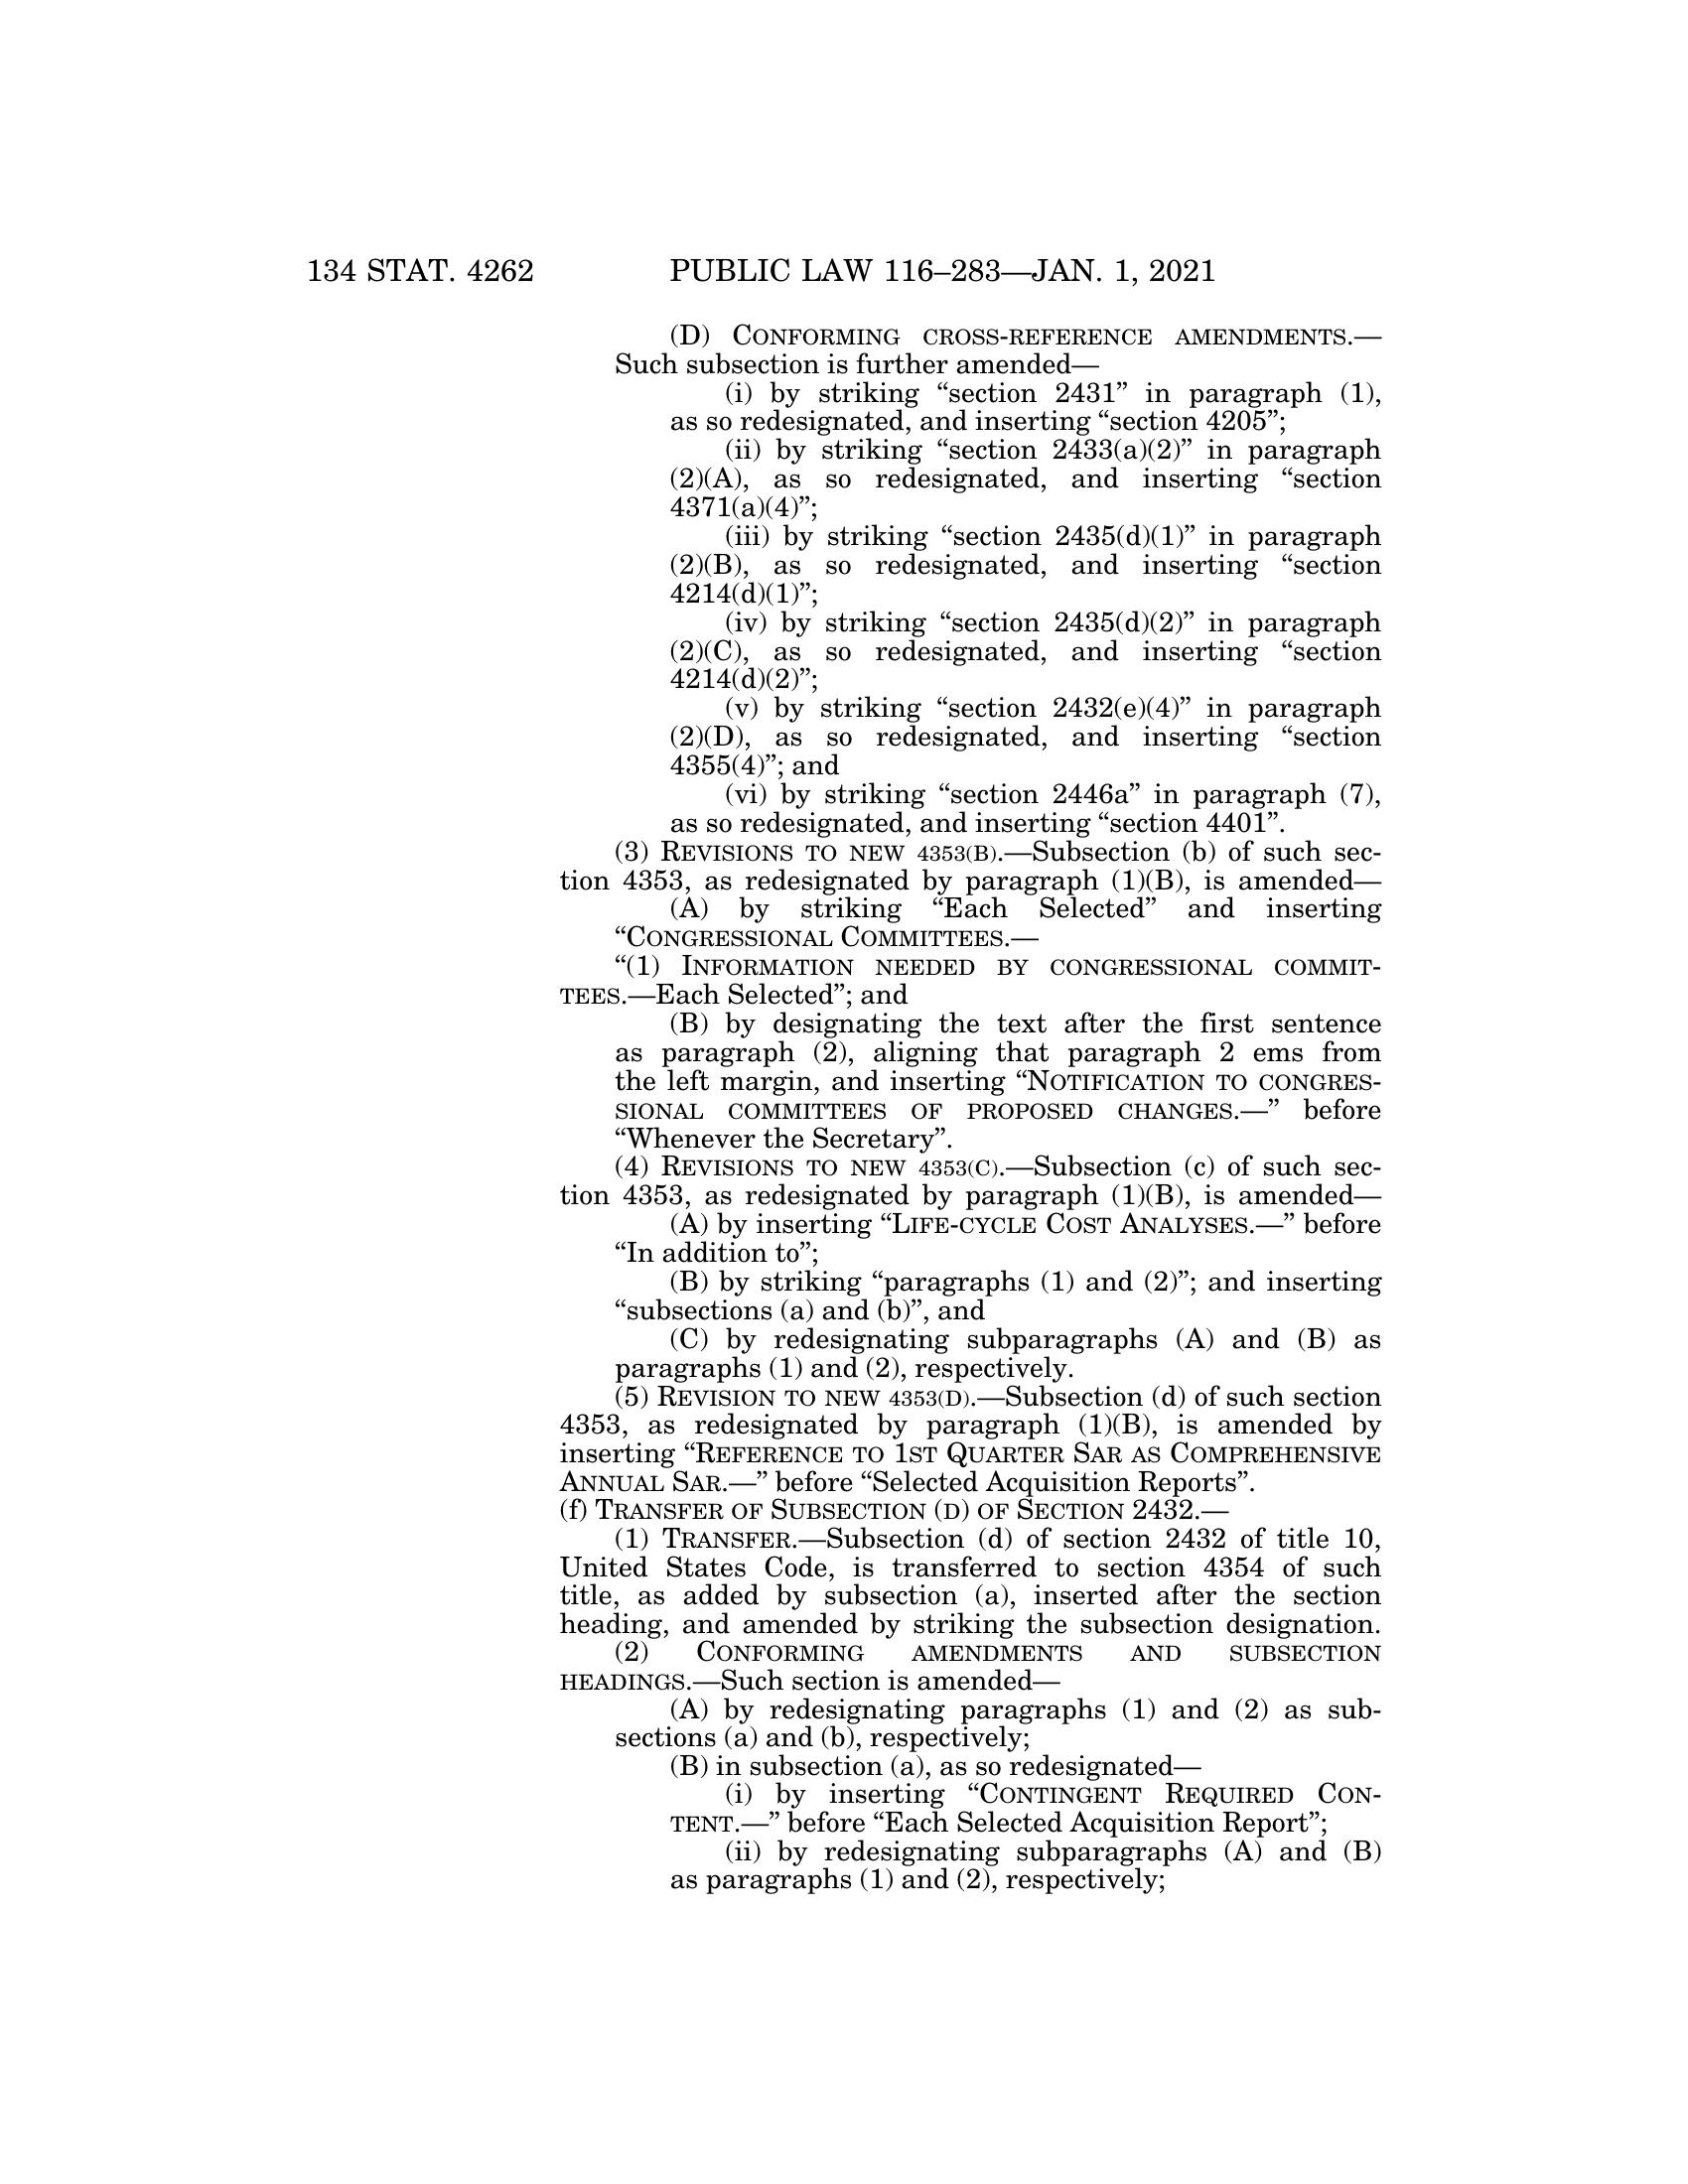 134 STAT. 4262 PUBLIC LAW 116–283—JAN. 1, 2021
(D) CONFORMING CROSS-REFERENCE AMENDMENTS.—
Such subsection is further amended—
(i) by striking “section 2431” in paragraph (1),
as so redesignated, and inserting “section 4205”;
(ii) by striking “section 2433(a)(2)” in paragraph
(2)(A), as so redesignated, and inserting “section
4371(a)(4)”;
(iii) by striking “section 2435(d)(1)” in paragraph
(2)(B), as so redesignated, and inserting “section
4214(d)(1)”;
(iv) by striking “section 2435(d)(2)” in paragraph
(2)(C), as so redesignated, and inserting “section
4214(d)(2)”;
(v) by striking “section 2432(e)(4)” in paragraph
(2)(D), as so redesignated, and inserting “section
4355(4)”; and
(vi) by striking “section 2446a” in paragraph (7),
as so redesignated, and inserting “section 4401”.
(3) REVISIONS TO NEW 4353(B).—Subsection (b) of such sec-
tion 4353, as redesignated by paragraph (1)(B), is amended—
(A) by striking “Each Selected” and inserting
“CONGRESSIONAL COMMITTEES.—
“(1) INFORMATION NEEDED BY CONGRESSIONAL COMMIT-
TEES.—Each Selected”; and
(B) by designating the text after the first sentence
as paragraph (2), aligning that paragraph 2 ems from
the left margin, and inserting “NOTIFICATION TO CONGRES-
SIONAL COMMITTEES OF PROPOSED CHANGES.—” before
“Whenever the Secretary”.
(4) REVISIONS TO NEW 4353(C).—Subsection (c) of such sec-
tion 4353, as redesignated by paragraph (1)(B), is amended—
(A) by inserting “LIFE-CYCLE COST ANALYSES.—” before
“In addition to”;
(B) by striking “paragraphs (1) and (2)”; and inserting
“subsections (a) and (b)”, and
(C) by redesignating subparagraphs (A) and (B) as
paragraphs (1) and (2), respectively.
(5) REVISION TO NEW 4353(D).—Subsection (d) of such section
4353, as redesignated by paragraph (1)(B), is amended by
inserting “REFERENCE TO 1ST QUARTER SAR AS COMPREHENSIVE
ANNUAL SAR.—” before “Selected Acquisition Reports”.
(f) TRANSFER OF SUBSECTION (D) OF SECTION 2432.—
(1) TRANSFER.—Subsection (d) of section 2432 of title 10,
United States Code, is transferred to section 4354 of such
title, as added by subsection (a), inserted after the section
heading, and amended by striking the subsection designation.
(2) CONFORMING AMENDMENTS AND SUBSECTION
HEADINGS.—Such section is amended—
(A) by redesignating paragraphs (1) and (2) as sub-
sections (a) and (b), respectively;
(B) in subsection (a), as so redesignated—
(i) by inserting “CONTINGENT REQUIRED CON-
TENT.—” before “Each Selected Acquisition Report”;
(ii) by redesignating subparagraphs (A) and (B)
as paragraphs (1) and (2), respectively;